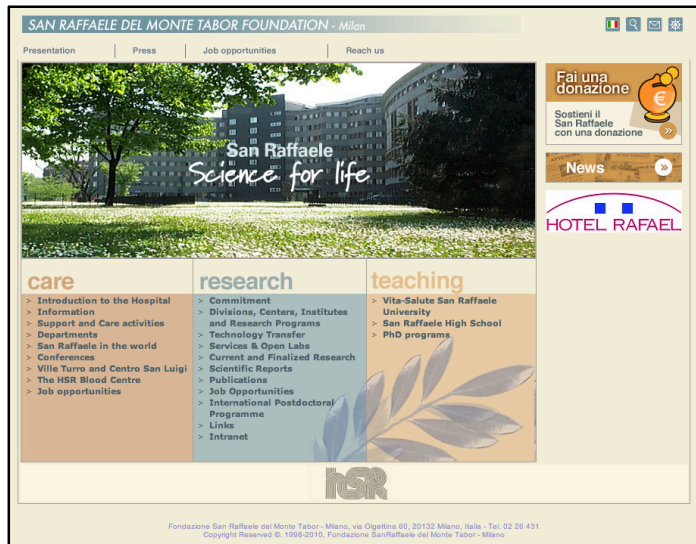 SAN RAFFAELE DEL MONTE TABOR FOUNDATION - Milan
Presentation
Press
Job opportunities
Reach us
San Raffaele
Science for life
Fai una
donazione
€
Sostieni il
San Raffaele
con una donazione
News
HOTEL RAFAEL
care
> Introduction to the Hospital
> Information
> Support and Care activities
> Departments
> San Raffaele in the world
> Conferences
> Ville Turro and Centro San Luigi
> The HSR Blood Centre
> Job opportunities
research
> Commitment
> Divisions, Centers, Institutes
and Research Programs
> Technology Transfer
> Services & Open Labs
> Current and Finalized Research
> Scientific Reports
> Publications
> Job Opportunities
> International Postdoctoral
Programme
> Links
> Intranet
teaching
> Vita-Salute San Raffaele
University
> San Raffaele High School
> PhD programs
hSR
Fondazione San Raffaele del Monte Tabor - Milano, via Olgettina 60, 20132 Milano, Italia - Tel. 02 26 431
Copyright Reserved ©. 1998-2010, Fondazione SanRaffaele del Monte Tabor - Milano